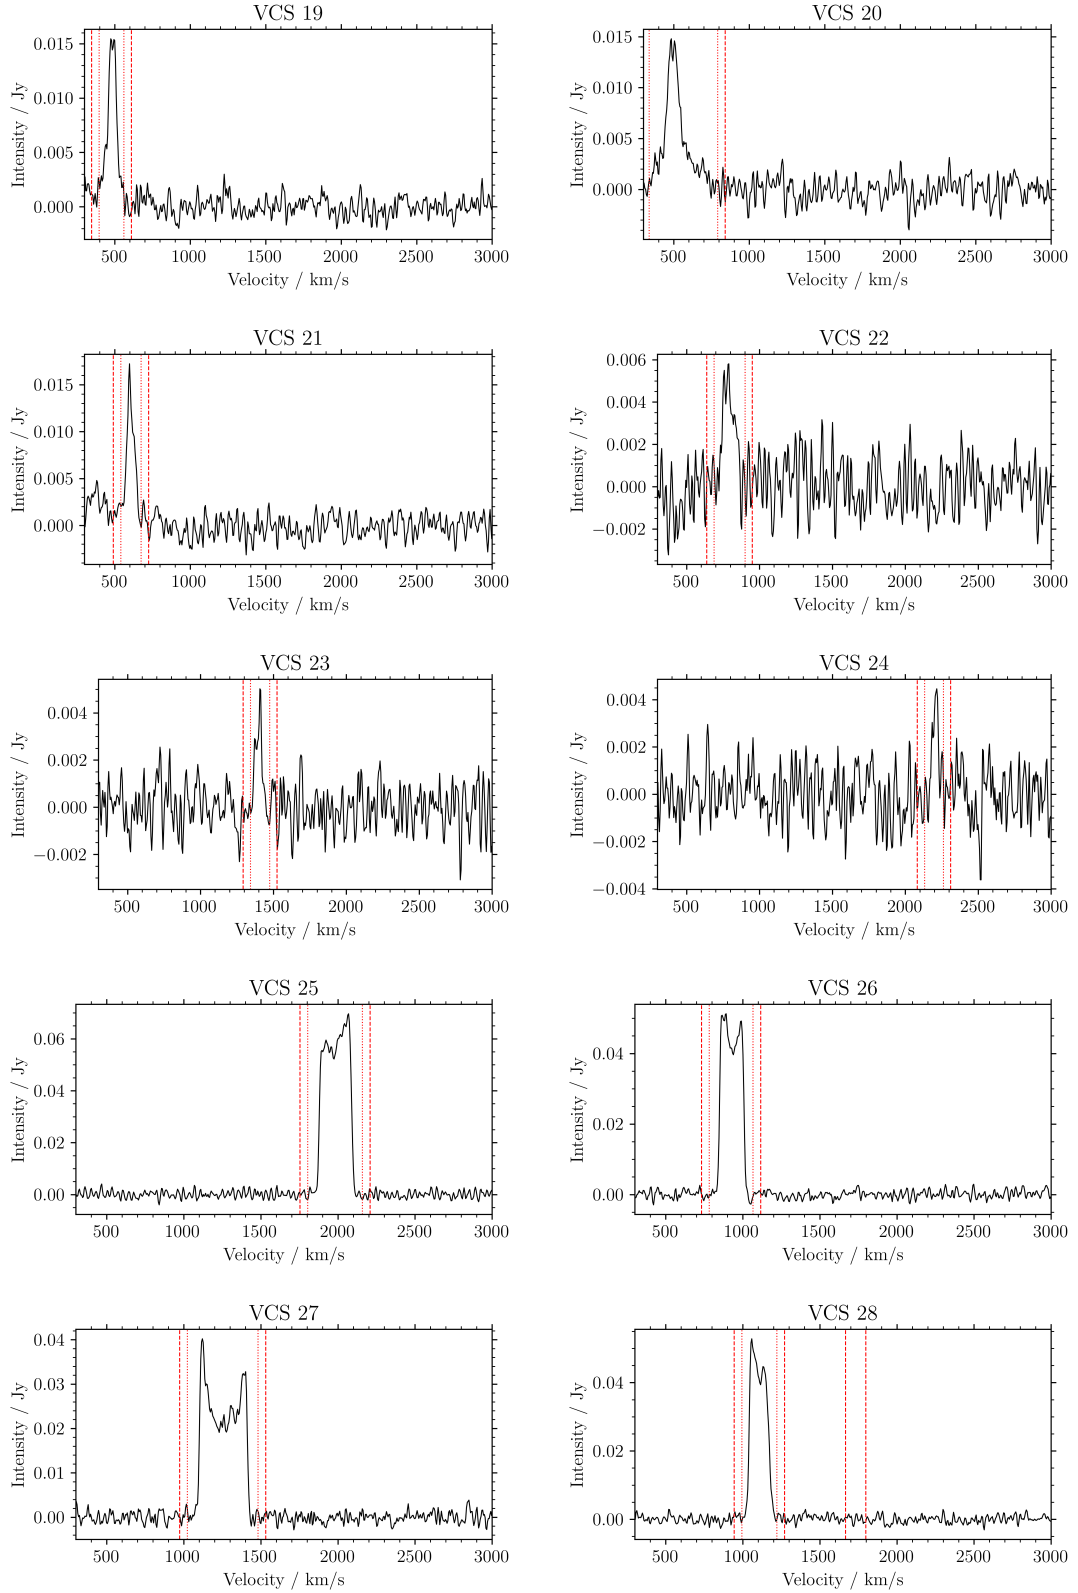 VCS 19
VCS 20
0.015
0.010
0.005
0.000
Intensity / Jy
500 1000 1500 2000 2500 3000
Velocity / km/s
0.015
0.010
0.005
0.000
Intensity / Jy
500 1000 1500 2000 2500 3000
Velocity / km/s
VCS 21
VCS 22
0.015
0.010
0.005
0.000
Intensity / Jy
500 1000 1500 2000 2500 3000
Velocity / km/s
0.006
0.004
0.002
0.000
−0.002
Intensity / Jy
500 1000 1500 2000 2500 3000
Velocity / km/s
VCS 23
VCS 24
0.004
0.002
0.000
−0.002
Intensity / Jy
500 1000 1500 2000 2500 3000
Velocity / km/s
0.004
0.002
0.000
−0.002
−0.004
Intensity / Jy
500 1000 1500 2000 2500 3000
Velocity / km/s
VCS 25
VCS 26
0.06
0.04
0.02
0.00
Intensity / Jy
500 1000 1500 2000 2500 3000
Velocity / km/s
0.04
0.02
0.00
Intensity / Jy
500 1000 1500 2000 2500 3000
Velocity / km/s
VCS 27
VCS 28
0.04
0.03
0.02
0.01
0.00
Intensity / Jy
500 1000 1500 2000 2500 3000
Velocity / km/s
0.04
0.02
0.00
Intensity / Jy
500 1000 1500 2000 2500 3000
Velocity / km/s